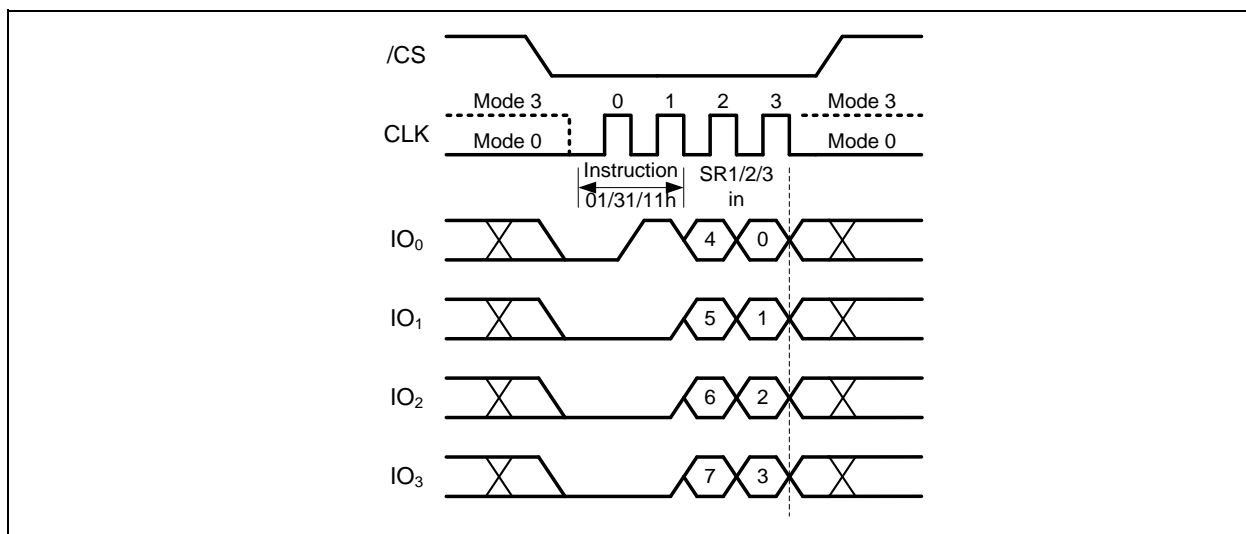 /CS
Mode 3 0 1 2 3 Mode 3
CLK
Mode 0 Mode 0
Instruction SR1/2/3
01/31/11h in
IO₀ 4 0
IO₁ 5 1
IO₂ 6 2
IO₃ 7 3